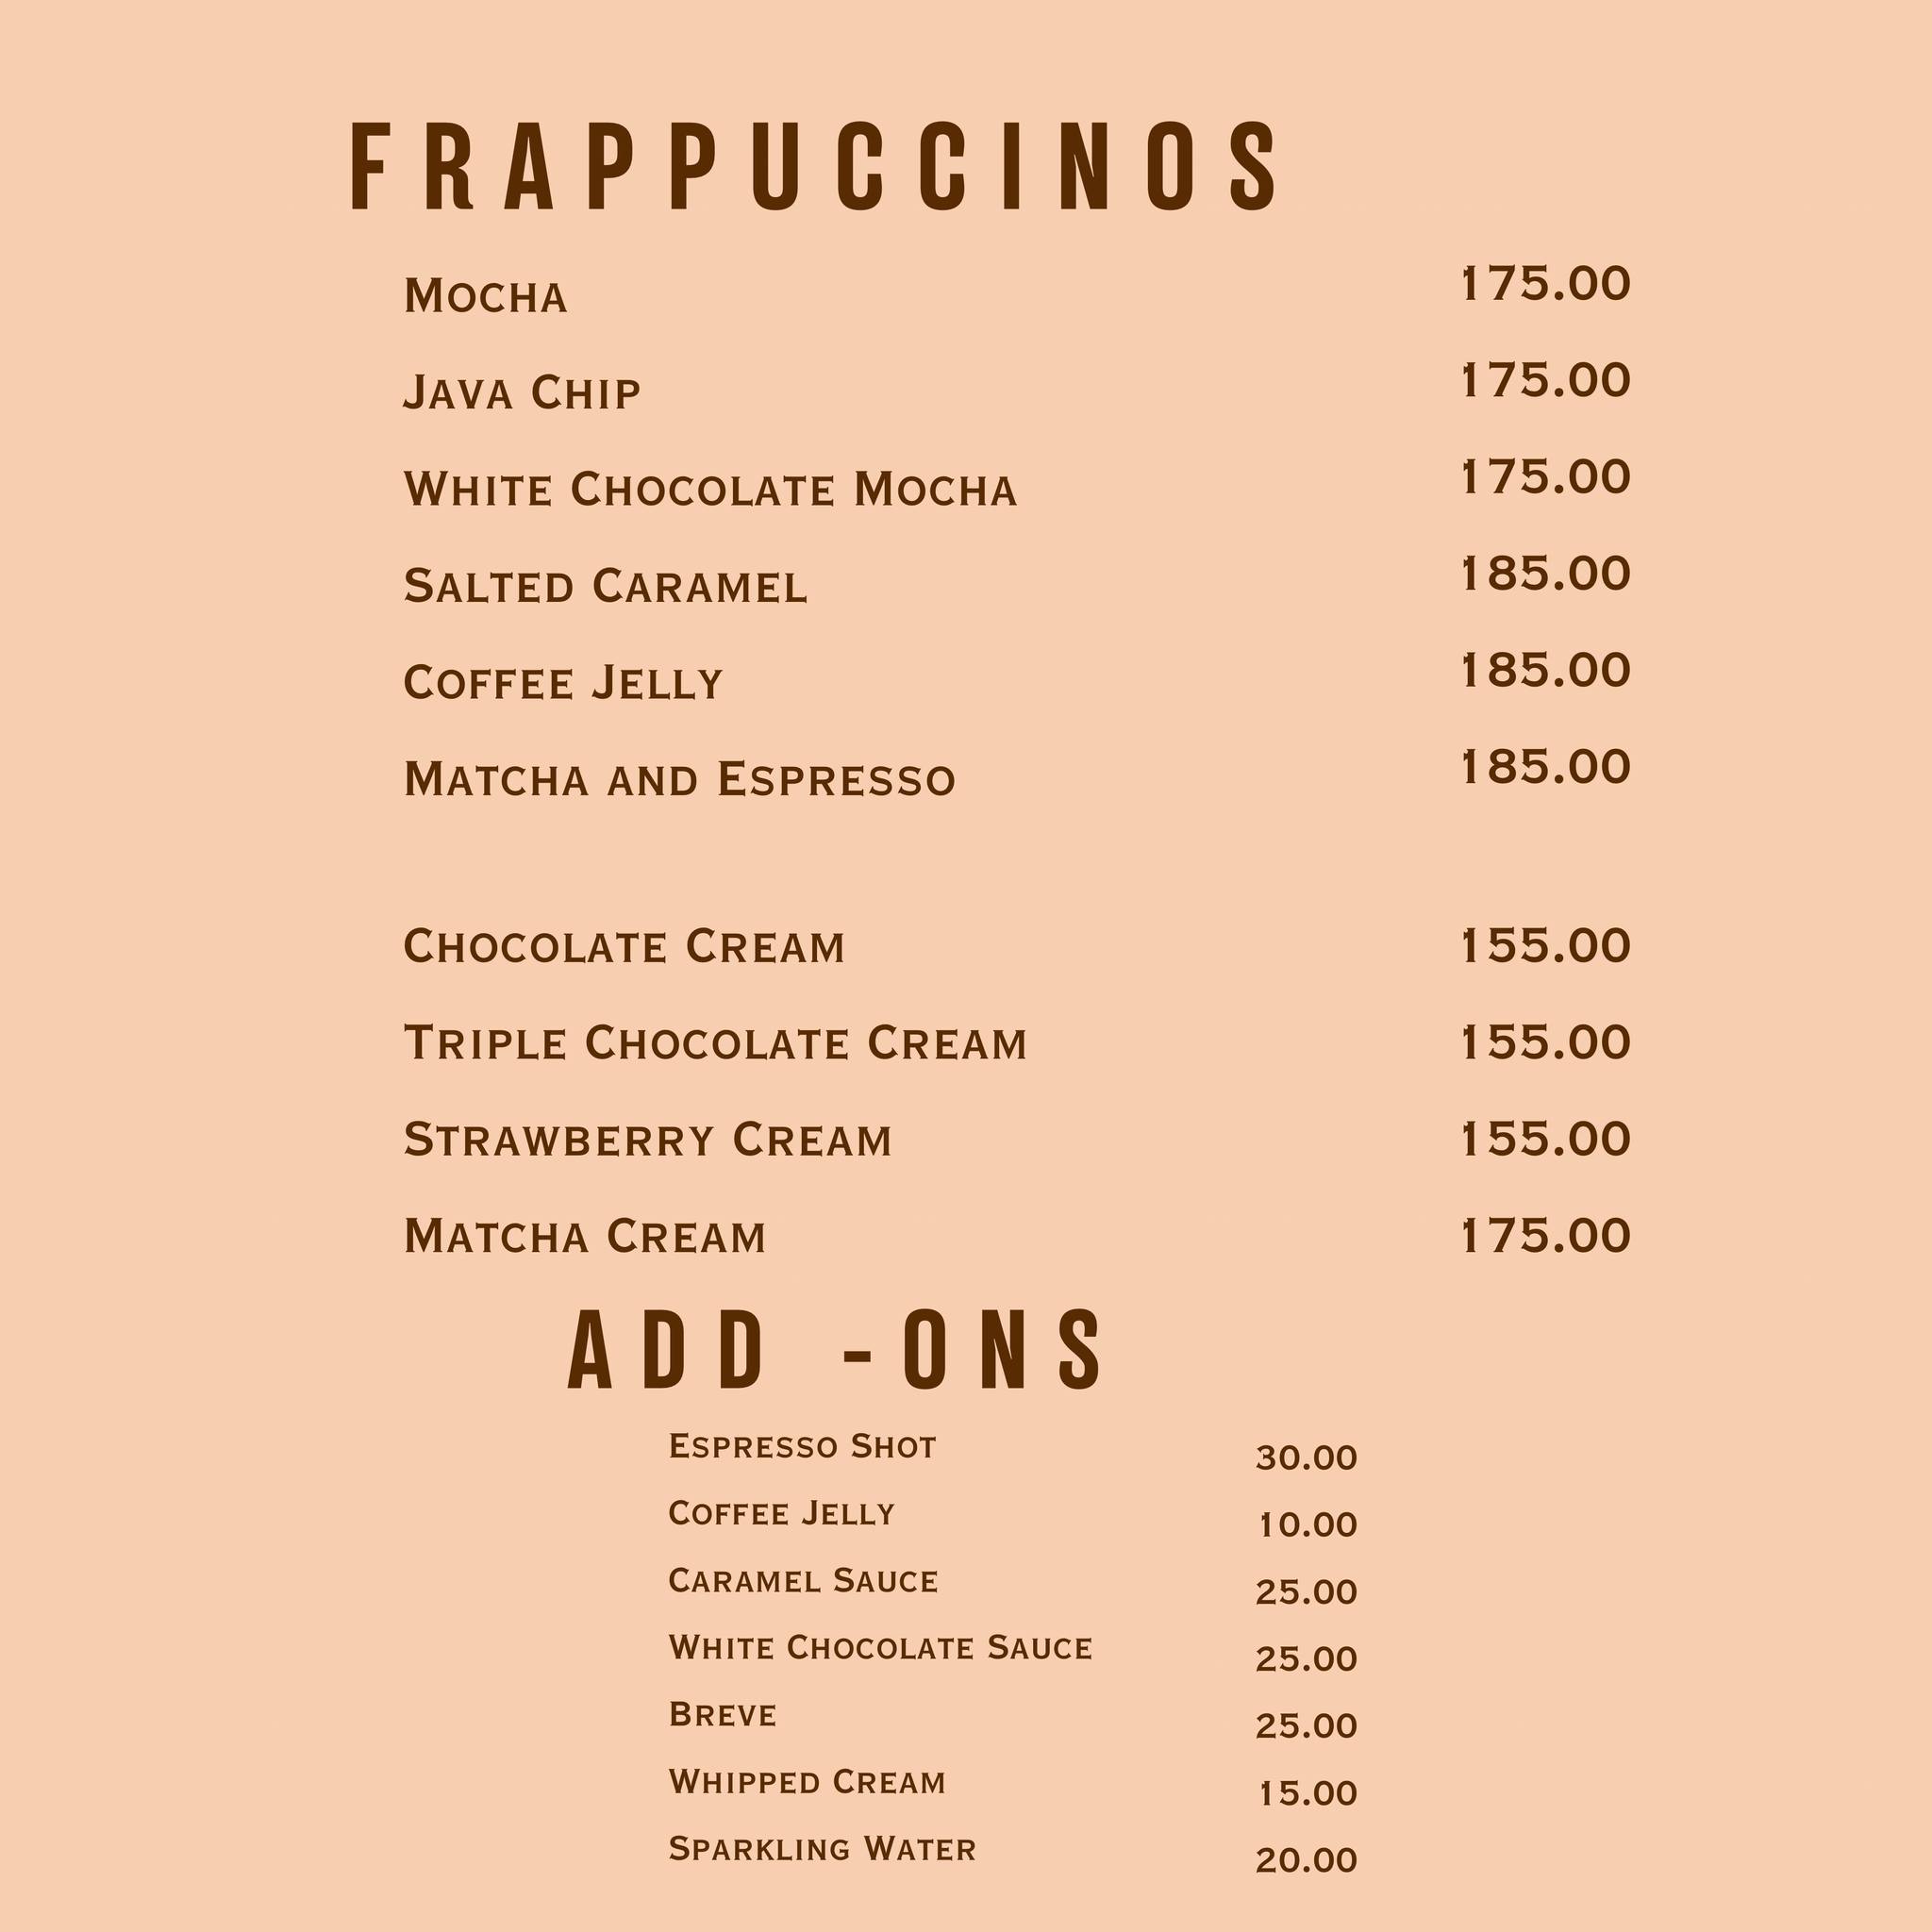 FRAPPUCCINOS
Mocha 175.00
Java Chip 175.00
White Chocolate Mocha 175.00
Salted Caramel 185.00
Coffee Jelly 185.00
Matcha and Espresso 185.00
Chocolate Cream 155.00
Triple Chocolate Cream 155.00
Strawberry Cream 155.00
Matcha Cream 175.00
ADD -ONS
Espresso Shot 30.00
Coffee Jelly 10.00
Caramel Sauce 25.00
White Chocolate Sauce 25.00
Breve 25.00
Whipped Cream 15.00
Sparkling Water 20.00